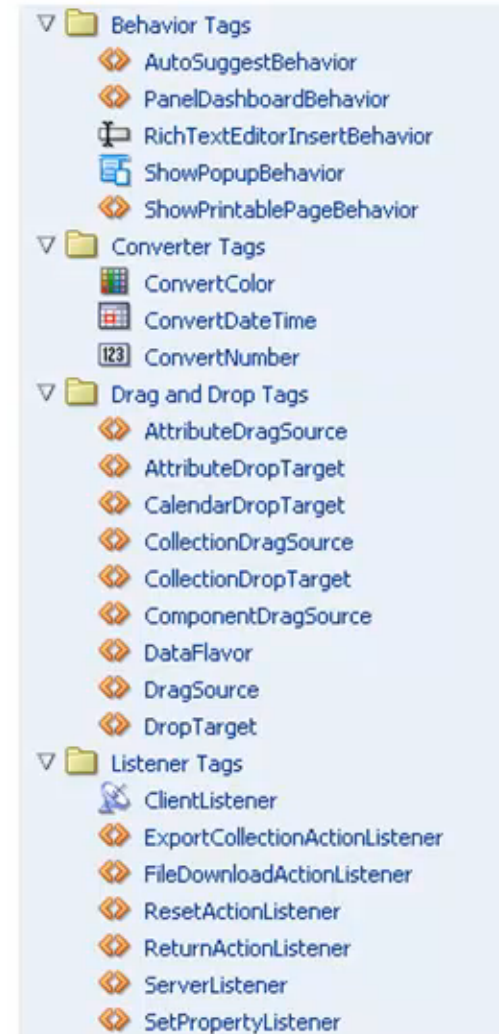 Behavior Tags
AutoSuggestBehavior
PanelDashboardBehavior
RichTextEditorInsertBehavior
ShowPopupBehavior
ShowPrintablePageBehavior
Converter Tags
ConvertColor
ConvertDateTime
123 ConvertNumber
Drag and Drop Tags
AttributeDragSource
AttributeDropTarget
CalendarDropTarget
CollectionDragSource
CollectionDropTarget
ComponentDragSource
DataFlavor
DragSource
DropTarget
Listener Tags
ClientListener
ExportCollectionActionListener
FileDownloadActionListener
ResetActionListener
ReturnActionListener
ServerListener
SetPropertyListener